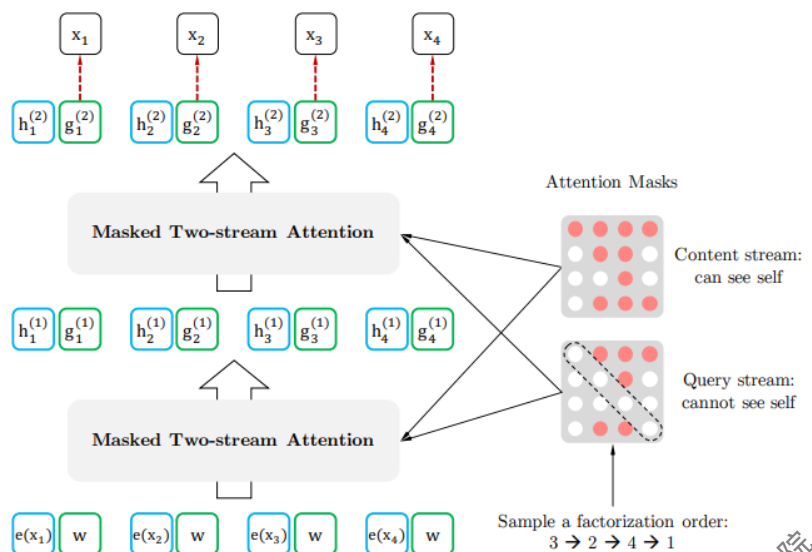 x₁ x₂ x₃ x₄
h₁⁽²⁾ g₁⁽²⁾ h₂⁽²⁾ g₂⁽²⁾ h₃⁽²⁾ g₃⁽²⁾ h₄⁽²⁾ g₄⁽²⁾
Attention Masks
Masked Two-stream Attention
Content stream:
can see self
h₁⁽¹⁾ g₁⁽¹⁾ h₂⁽¹⁾ g₂⁽¹⁾ h₃⁽¹⁾ g₃⁽¹⁾ h₄⁽¹⁾ g₄⁽¹⁾
Query stream:
cannot see self
Masked Two-stream Attention
e(x₁) w e(x₂) w e(x₃) w e(x₄) w
Sample a factorization order:
3 → 2 → 4 → 1
院